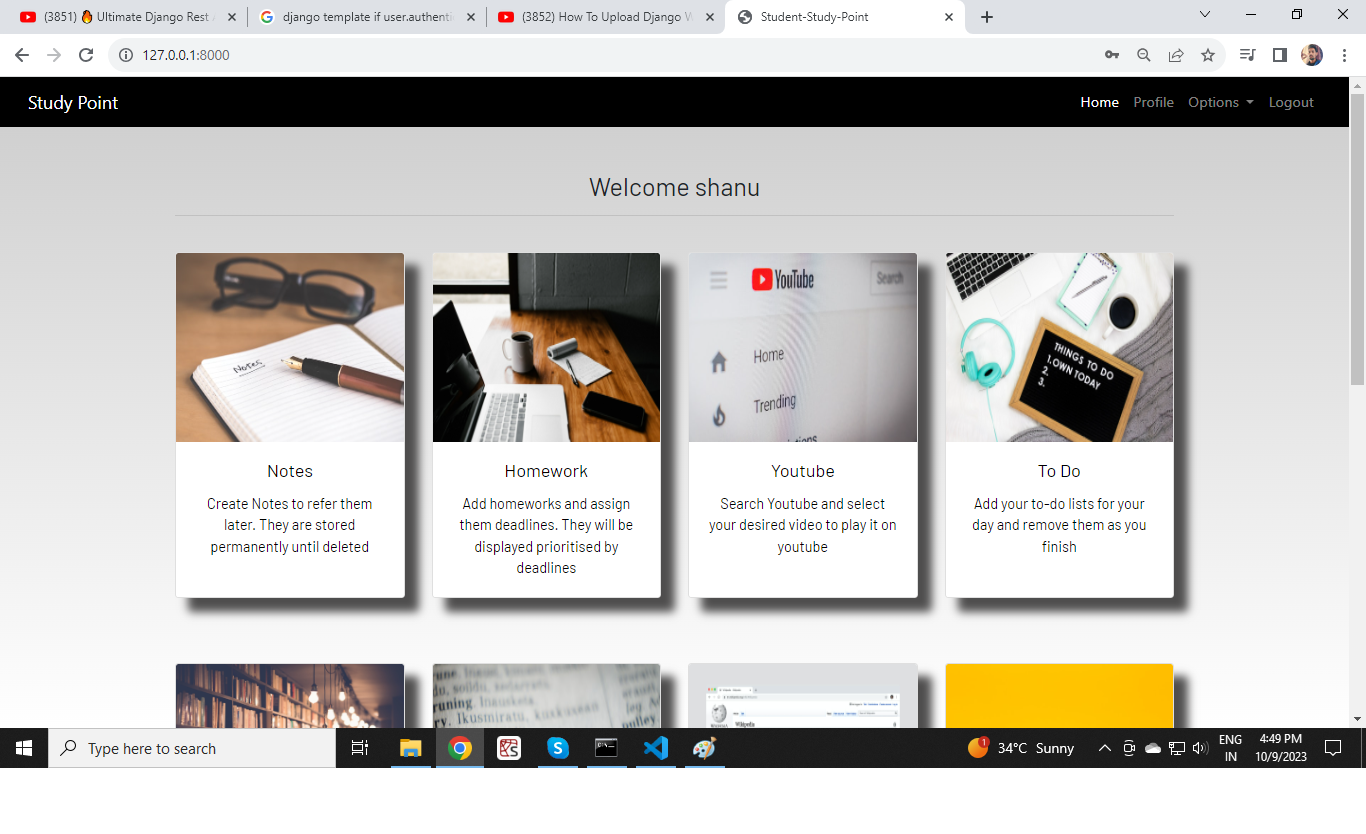 (3851) 🔥 Ultimate Django Rest
django template if user.authenti
(3852) How To Upload Django
Student-Study-Point
127.0.0.1:8000
Study Point
Home Profile Options Logout
Welcome shanu
Notes
YouTube
Search
Home
Trending
THINGS TO DO
1. OWN TODAY
2.
3.
Notes
Create Notes to refer them
later. They are stored
permanently until deleted
Homework
Add homeworks and assign
them deadlines. They will be
displayed prioritised by
deadlines
Youtube
Search Youtube and select
your desired video to play it on
youtube
To Do
Add your to-do lists for your
day and remove them as you
finish
Type here to search
1
34°C Sunny
ENG
IN
4:49 PM
10/9/2023